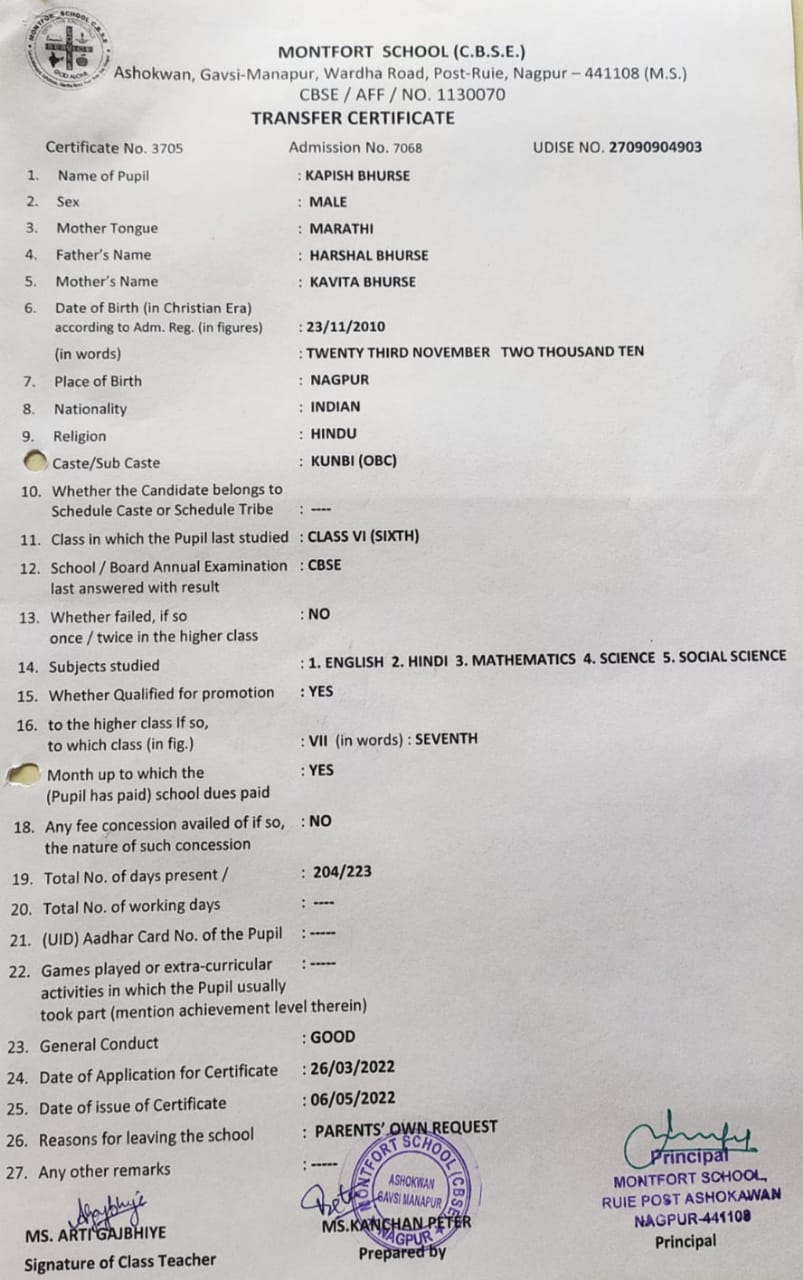 MONTFORT SCHOOL C.B.S.E.
MONTFORT SCHOOL (C.B.S.E.)
Ashokwan, Gavsi-Manapur, Wardha Road, Post-Ruie, Nagpur – 441108 (M.S.)
CBSE / AFF / NO. 1130070
TRANSFER CERTIFICATE
Certificate No. 3705 Admission No. 7068 UDISE NO. 27090904903
1. Name of Pupil : KAPISH BHURSE
2. Sex : MALE
3. Mother Tongue : MARATHI
4. Father's Name : HARSHAL BHURSE
5. Mother's Name : KAVITA BHURSE
6. Date of Birth (in Christian Era)
according to Adm. Reg. (in figures) : 23/11/2010
(in words) : TWENTY THIRD NOVEMBER TWO THOUSAND TEN
7. Place of Birth : NAGPUR
8. Nationality : INDIAN
9. Religion : HINDU
Caste/Sub Caste : KUNBI (OBC)
10. Whether the Candidate belongs to
Schedule Caste or Schedule Tribe : ----
11. Class in which the Pupil last studied : CLASS VI (SIXTH)
12. School / Board Annual Examination : CBSE
last answered with result
13. Whether failed, if so : NO
once / twice in the higher class
14. Subjects studied : 1. ENGLISH 2. HINDI 3. MATHEMATICS 4. SCIENCE 5. SOCIAL SCIENCE
15. Whether Qualified for promotion : YES
16. to the higher class If so,
to which class (in fig.) : VII (in words) : SEVENTH
Month up to which the : YES
(Pupil has paid) school dues paid
18. Any fee concession availed of if so, : NO
the nature of such concession
19. Total No. of days present / : 204/223
20. Total No. of working days : ----
21. (UID) Aadhar Card No. of the Pupil : -----
22. Games played or extra-curricular : -----
activities in which the Pupil usually
took part (mention achievement level therein)
23. General Conduct : GOOD
24. Date of Application for Certificate : 26/03/2022
25. Date of issue of Certificate : 06/05/2022
26. Reasons for leaving the school : PARENTS' OWN REQUEST
27. Any other remarks : -----
MONTFORT SCHOOL (CBSE)
ASHOKWAN
GAVSI MANAPUR
NAGPUR
MS. ARTI GAJBHIYE
Signature of Class Teacher
MS.KANCHAN PETER
Prepared by
Principal
MONTFORT SCHOOL,
RUIE POST ASHOKAWAN
NAGPUR-441108
Principal